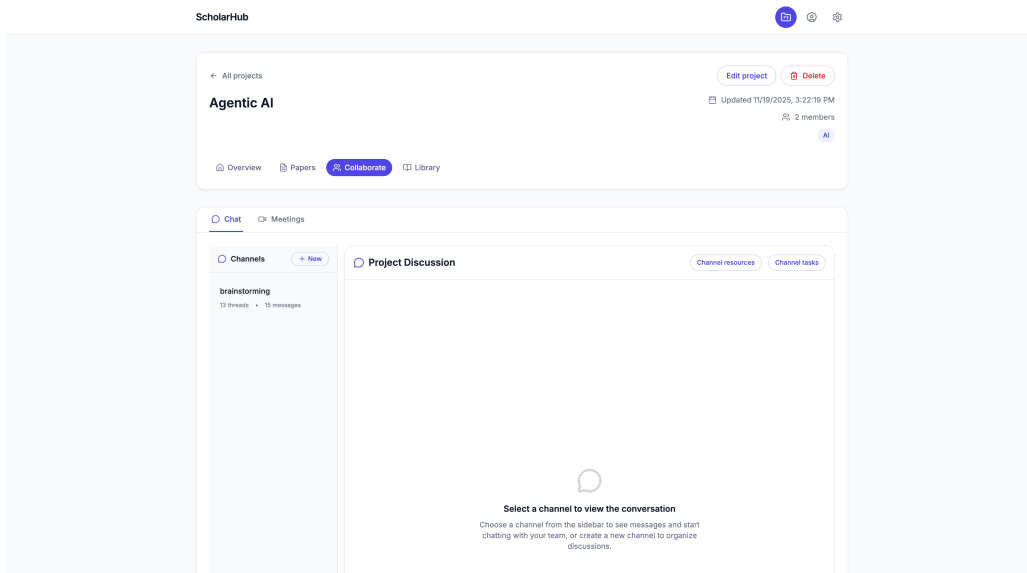 ScholarHub
All projects
Edit project
Delete
Agentic AI
Updated 11/19/2025, 3:22:19 PM
2 members
AI
Overview
Papers
Collaborate
Library
Chat
Meetings
Channels
+ New
Project Discussion
Channel resources
Channel tasks
brainstorming
13 threads • 15 messages
Select a channel to view the conversation
Choose a channel from the sidebar to see messages and start
chatting with your team, or create a new channel to organize
discussions.